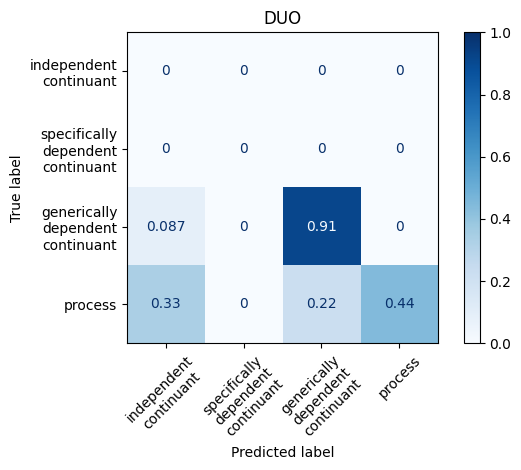 DUO
True label
independent
continuant
0 0 0 0
specifically
dependent
continuant
0 0 0 0
generically
dependent
continuant
0.087 0 0.91 0
process
0.33 0 0.22 0.44
independent
continuant
specifically
dependent
continuant
generically
dependent
continuant
process
Predicted label
1.0
0.8
0.6
0.4
0.2
0.0